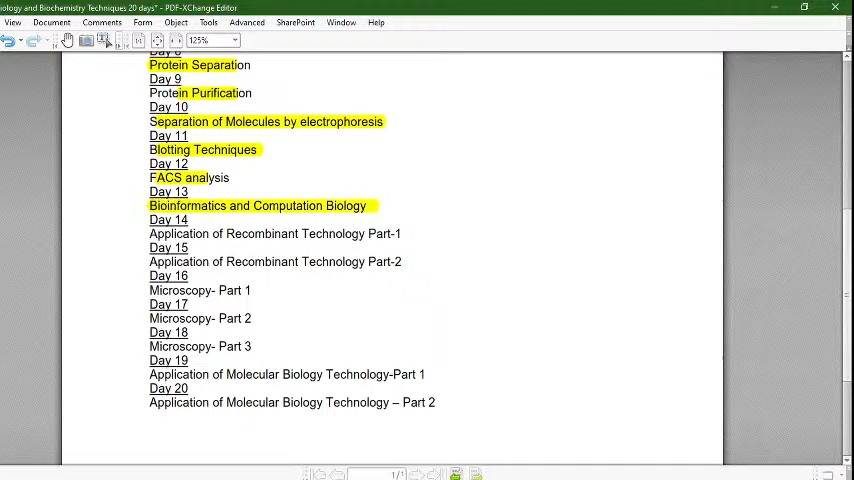 ology and Biochemistry Techniques 20 days* - PDF-XChange Editor
View Document Comments Form Object Tools Advanced SharePoint Window Help
125%
Day 8
Protein Separation
Day 9
Protein Purification
Day 10
Separation of Molecules by electrophoresis
Day 11
Blotting Techniques
Day 12
FACS analysis
Day 13
Bioinformatics and Computation Biology
Day 14
Application of Recombinant Technology Part-1
Day 15
Application of Recombinant Technology Part-2
Day 16
Microscopy- Part 1
Day 17
Microscopy- Part 2
Day 18
Microscopy- Part 3
Day 19
Application of Molecular Biology Technology-Part 1
Day 20
Application of Molecular Biology Technology – Part 2
1/1